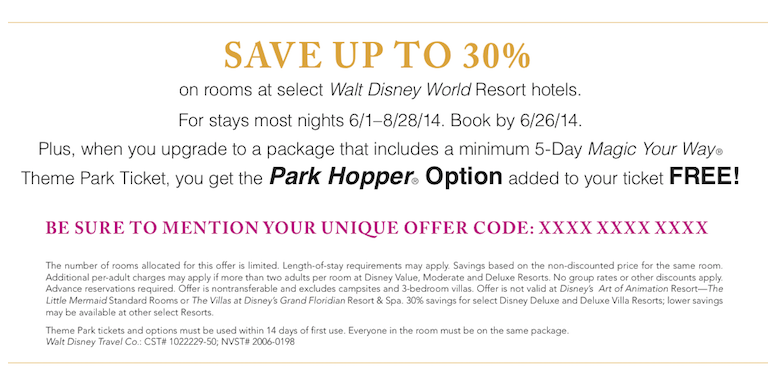 SAVE UP TO 30%
on rooms at select Walt Disney World Resort hotels.
For stays most nights 6/1–8/28/14. Book by 6/26/14.
Plus, when you upgrade to a package that includes a minimum 5-Day Magic Your Way®
Theme Park Ticket, you get the Park Hopper® Option added to your ticket FREE!
BE SURE TO MENTION YOUR UNIQUE OFFER CODE: XXXX XXXX XXXX
The number of rooms allocated for this offer is limited. Length-of-stay requirements may apply. Savings based on the non-discounted price for the same room.
Additional per-adult charges may apply if more than two adults per room at Disney Value, Moderate and Deluxe Resorts. No group rates or other discounts apply.
Advance reservations required. Offer is nontransferable and excludes campsites and 3-bedroom villas. Offer is not valid at Disney's Art of Animation Resort—The
Little Mermaid Standard Rooms or The Villas at Disney's Grand Floridian Resort & Spa. 30% savings for select Disney Deluxe and Deluxe Villa Resorts; lower savings
may be available at other select Resorts.
Theme Park tickets and options must be used within 14 days of first use. Everyone in the room must be on the same package.
Walt Disney Travel Co.: CST# 1022229-50; NVST# 2006-0198